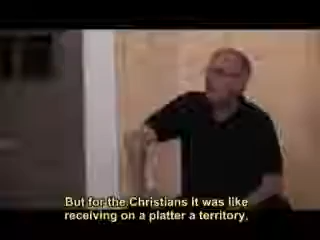 But for the Christians it was like
receiving on a platter a territory,